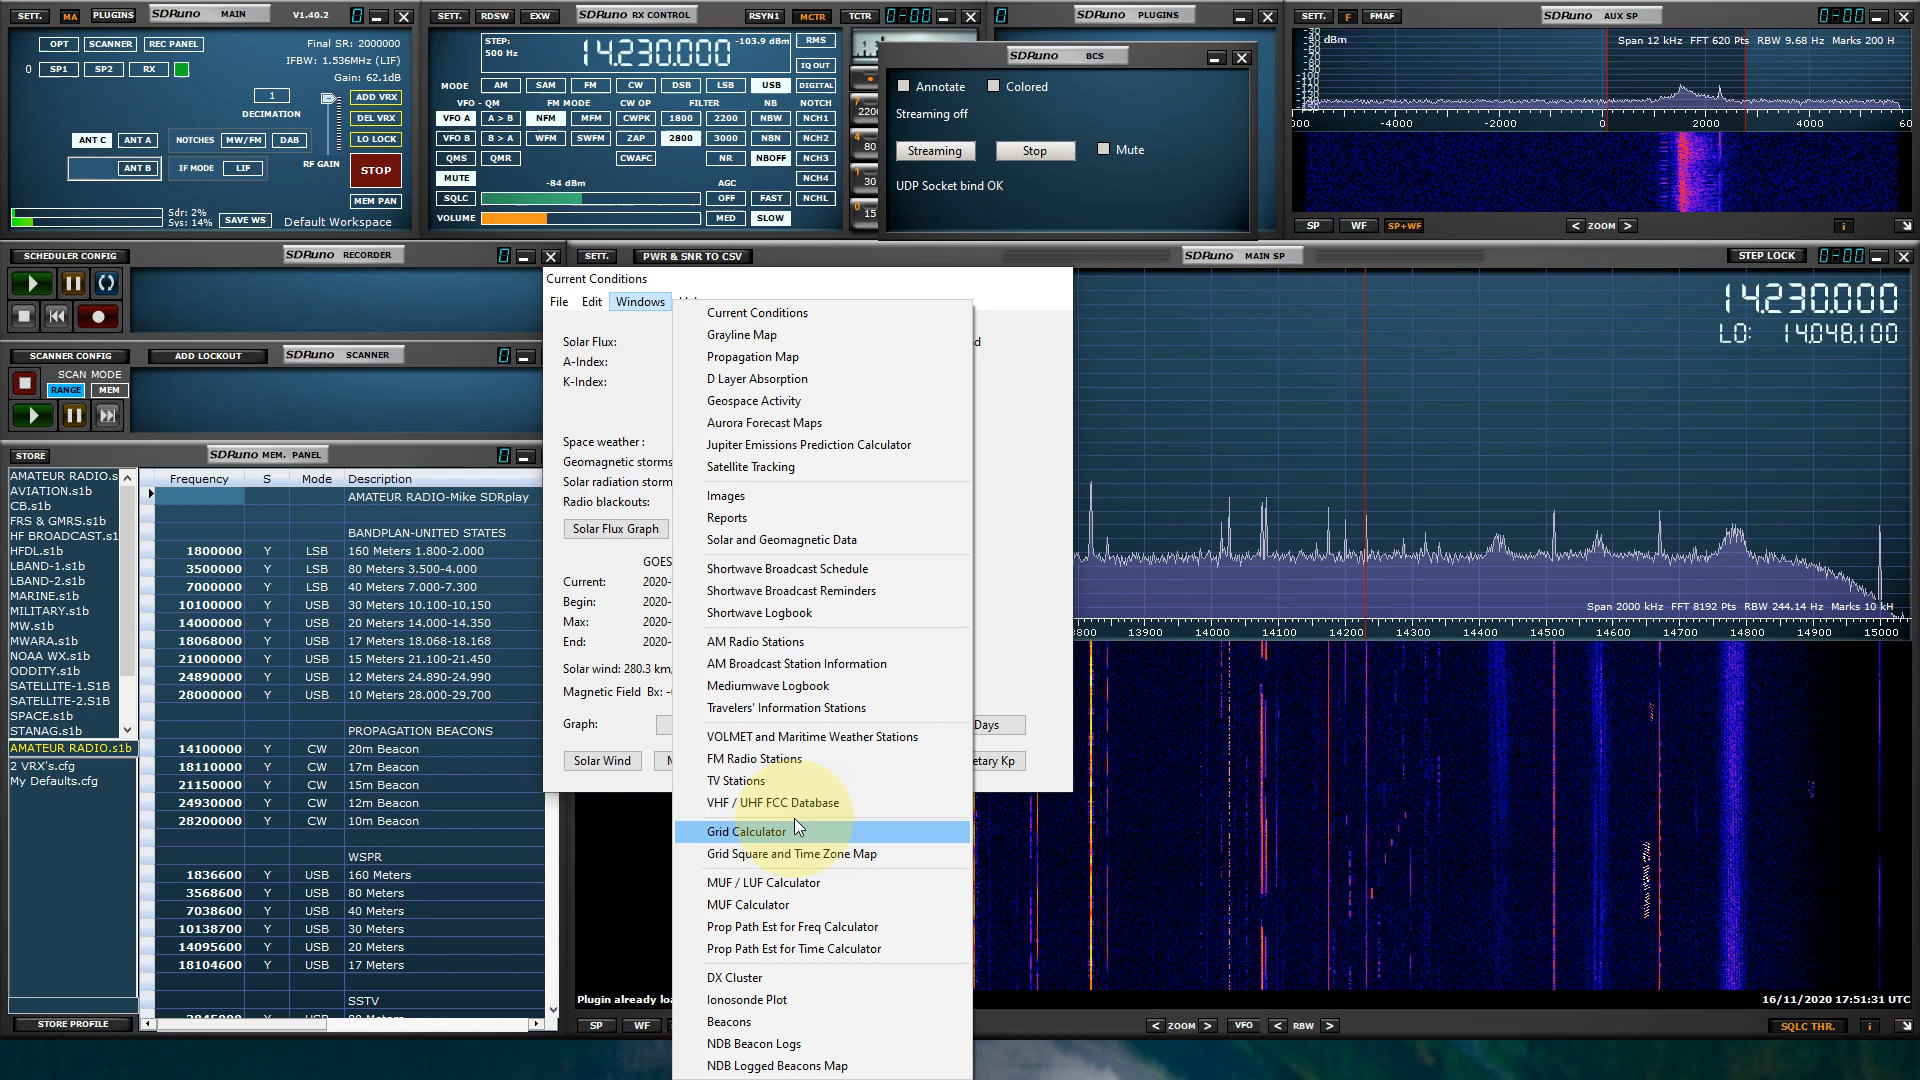 SETT.
MA
PLUGINS
SDRuno MAIN
V1.40.2
0
OPT
SCANNER
REC PANEL
Final SR: 2000000
IFBW: 1.536MHz (LIF)
Gain: 62.1dB
0
SP1
SP2
RX
1
DECIMATION
ADD VRX
DEL VRX
LO LOCK
ANT C
ANT A
NOTCHES
MW/FM
DAB
ANT B
IF MODE
LIF
RF GAIN
STOP
MEM PAN
Sdr: 2%
Sys: 14%
SAVE WS
Default Workspace
SETT.
RDSW
EXW
SDRuno RX CONTROL
RSYN1
MCTR
TCTR
0-00
STEP:
500 Hz
14.230.000
-103.9 dBm
RMS
IQ OUT
MODE
AM
SAM
FM
CW
DSB
LSB
USB
DIGITAL
VFO - QM
FM MODE
CW OP
FILTER
NB
NOTCH
VFO A
A > B
NFM
MFM
CWPK
1800
2200
NBW
NCH1
VFO B
B > A
WFM
SWFM
ZAP
2800
3000
NBN
NCH2
QMS
QMR
CWAFC
NR
NBOFF
NCH3
MUTE
-84 dBm
AGC
NCH4
SQLC
OFF
FAST
NCHL
VOLUME
MED
SLOW
7
2200
4
80
1
30
0
15
0
SDRuno PLUGINS
SDRuno BCS
Annotate
Colored
Streaming off
Streaming
Stop
Mute
UDP Socket bind OK
SETT.
F
FMAF
SDRuno AUX SP
0-00
dBm
Span 12 kHz FFT 620 Pts RBW 9.68 Hz Marks 200 H
-4000
-2000
0
2000
4000
60
SP
WF
SP+WF
< ZOOM >
i
SCHEDULER CONFIG
SDRuno RECORDER
0
SCANNER CONFIG
ADD LOCKOUT
SDRuno SCANNER
0
SCAN MODE
RANGE
MEM
STORE
SDRuno MEM. PANEL
0
AMATEUR RADIO.s
AVIATION.s1b
CB.s1b
FRS & GMRS.s1b
HF BROADCAST.s1
HFDL.s1b
LBAND-1.s1b
LBAND-2.s1b
MARINE.s1b
MILITARY.s1b
MW.s1b
MWARA.s1b
NOAA WX.s1b
ODDITY.s1b
SATELLITE-1.S1B
SATELLITE-2.S1B
SPACE.s1b
STANAG.s1b
AMATEUR RADIO.s1b
2 VRX's.cfg
My Defaults.cfg
STORE PROFILE
Frequency S Mode Description
AMATEUR RADIO-Mike SDRplay
BANDPLAN-UNITED STATES
1800000 Y LSB 160 Meters 1.800-2.000
3500000 Y LSB 80 Meters 3.500-4.000
7000000 Y LSB 40 Meters 7.000-7.300
10100000 Y USB 30 Meters 10.100-10.150
14000000 Y USB 20 Meters 14.000-14.350
18068000 Y USB 17 Meters 18.068-18.168
21000000 Y USB 15 Meters 21.100-21.450
24890000 Y USB 12 Meters 24.890-24.990
28000000 Y USB 10 Meters 28.000-29.700
PROPAGATION BEACONS
14100000 Y CW 20m Beacon
18110000 Y CW 17m Beacon
21150000 Y CW 15m Beacon
24930000 Y CW 12m Beacon
28200000 Y CW 10m Beacon
WSPR
1836600 Y USB 160 Meters
3568600 Y USB 80 Meters
7038600 Y USB 40 Meters
10138700 Y USB 30 Meters
14095600 Y USB 20 Meters
18104600 Y USB 17 Meters
SSTV
SETT.
PWR & SNR TO CSV
SDRuno MAIN SP
STEP LOCK
0-00
14.230.000
LO: 14.048.100
Current Conditions
File
Edit
Windows
Solar Flux:
A-Index:
K-Index:
Space weather :
Geomagnetic storms
Solar radiation storm
Radio blackouts:
Solar Flux Graph
GOES
Current: 2020-
Begin: 2020-
Max: 2020-
End: 2020-
Solar wind: 280.3 km,
Magnetic Field Bx: -
Graph:
Days
Solar Wind
etary Kp
Current Conditions
Grayline Map
Propagation Map
D Layer Absorption
Geospace Activity
Aurora Forecast Maps
Jupiter Emissions Prediction Calculator
Satellite Tracking
Images
Reports
Solar and Geomagnetic Data
Shortwave Broadcast Schedule
Shortwave Broadcast Reminders
Shortwave Logbook
AM Radio Stations
AM Broadcast Station Information
Mediumwave Logbook
Travelers' Information Stations
VOLMET and Maritime Weather Stations
FM Radio Stations
TV Stations
VHF / UHF FCC Database
Grid Calculator
Grid Square and Time Zone Map
MUF / LUF Calculator
MUF Calculator
Prop Path Est for Freq Calculator
Prop Path Est for Time Calculator
DX Cluster
Ionosonde Plot
Beacons
NDB Beacon Logs
NDB Logged Beacons Map
Span 2000 kHz FFT 8192 Pts RBW 244.14 Hz Marks 10 kH
3800 13900 14000 14100 14200 14300 14400 14500 14600 14700 14800 14900 15000
Plugin already loa
16/11/2020 17:51:31 UTC
SP
WF
< ZOOM >
VFO
< RBW >
SQLC THR.
i